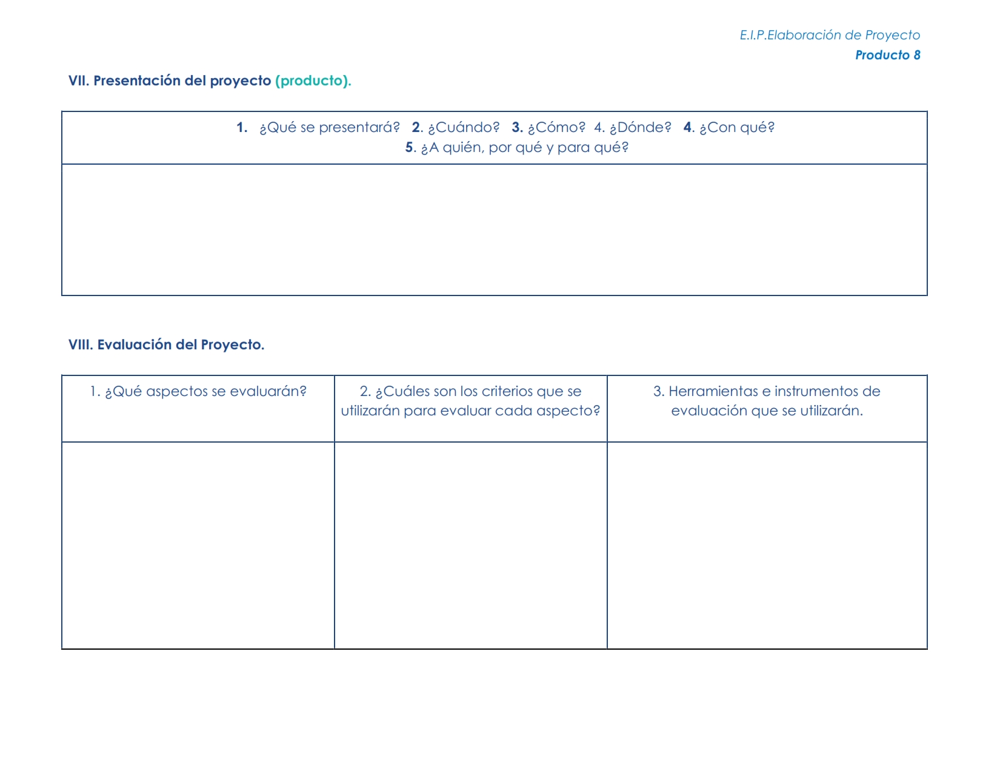 E.I.P.Elaboración de Proyecto
Producto 8
VII. Presentación del proyecto (producto).
1. ¿Qué se presentará? 2. ¿Cuándo? 3. ¿Cómo? 4. ¿Dónde? 4. ¿Con qué?
5. ¿A quién, por qué y para qué?
VIII. Evaluación del Proyecto.
1. ¿Qué aspectos se evaluarán?
2. ¿Cuáles son los criterios que se
utilizarán para evaluar cada aspecto?
3. Herramientas e instrumentos de
evaluación que se utilizarán.